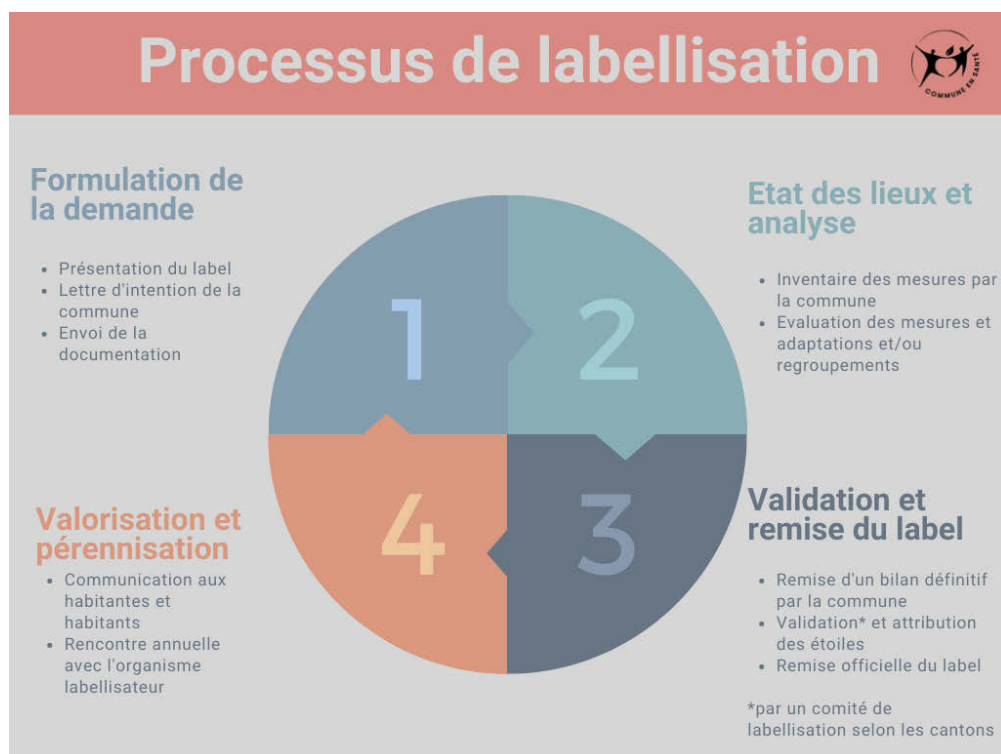 Processus de labellisation
COMMUNE EN SANTÉ
Formulation de
la demande
• Présentation du label
• Lettre d'intention de la
commune
• Envoi de la
documentation
1
2
Etat des lieux et
analyse
• Inventaire des mesures par
la commune
• Evaluation des mesures et
adaptations et/ou
regroupements
3
Validation et
remise du label
• Remise d'un bilan définitif
par la commune
• Validation* et attribution
des étoiles
• Remise officielle du label
*par un comité de
labellisation selon les cantons
4
Valorisation et
pérennisation
• Communication aux
habitantes et
habitants
• Rencontre annuelle
avec l'organisme
labellisateur